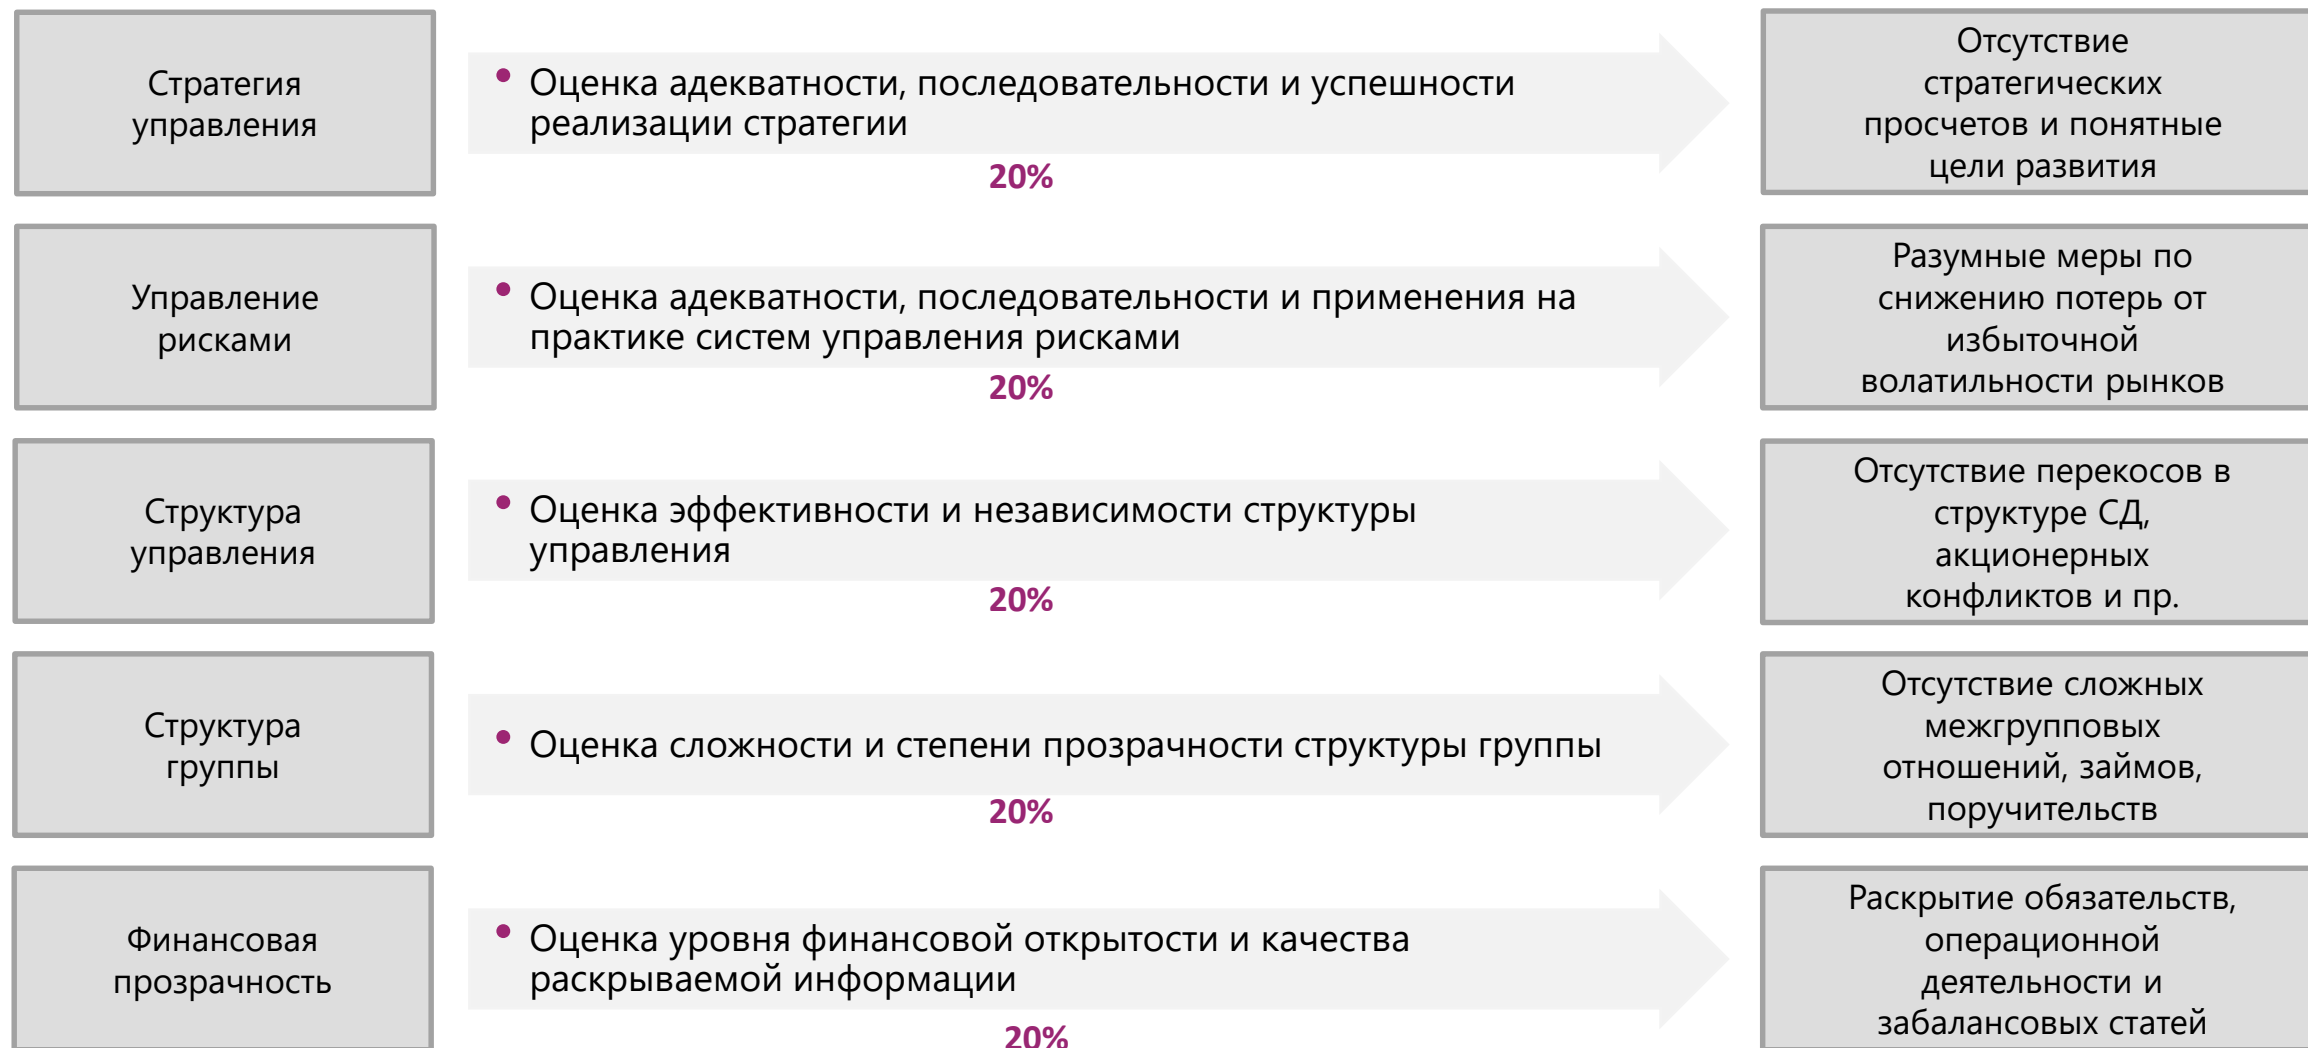 Стратегия
управления
• Оценка адекватности, последовательности и успешности
реализации стратегии
20%
Отсутствие
стратегических
просчетов и понятные
цели развития
Управление
рисками
• Оценка адекватности, последовательности и применения на
практике систем управления рисками
20%
Разумные меры по
снижению потерь от
избыточной
волатильности рынков
Структура
управления
• Оценка эффективности и независимости структуры
управления
20%
Отсутствие перекосов в
структуре СД,
акционерных
конфликтов и пр.
Структура
группы
• Оценка сложности и степени прозрачности структуры группы
20%
Отсутствие сложных
межгрупповых
отношений, займов,
поручительств
Финансовая
прозрачность
• Оценка уровня финансовой открытости и качества
раскрываемой информации
20%
Раскрытие обязательств,
операционной
деятельности и
забалансовых статей